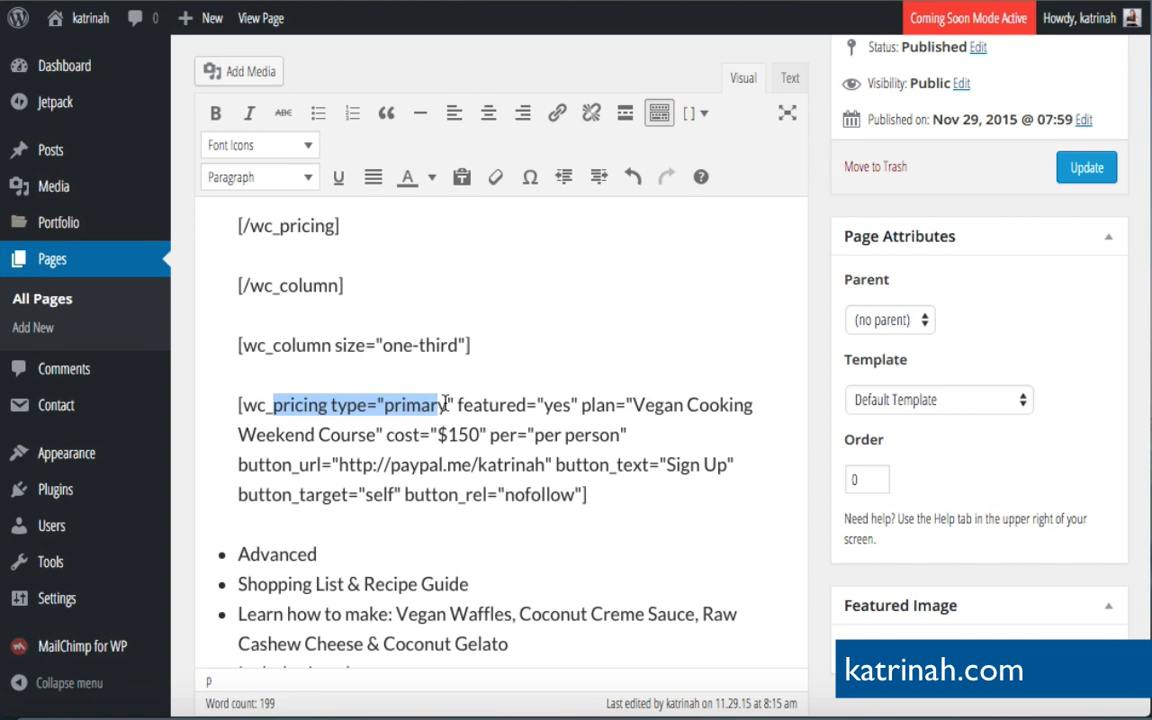 katrinah 0 New View Page Coming Soon Mode Active Howdy, katrinah
Dashboard
Jetpack
Posts
Media
Portfolio
Pages
All Pages
Add New
Comments
Contact
Appearance
Plugins
Users
Tools
Settings
MailChimp for WP
Collapse menu
Add Media
Visual Text
B I ABC
Font Icons
Paragraph
[/wc_pricing]
[/wc_column]
[wc_column size="one-third"]
[wc_pricing type="primary" featured="yes" plan="Vegan Cooking
Weekend Course" cost="$150" per="per person"
button_url="http://paypal.me/katrinah" button_text="Sign Up"
button_target="self" button_rel="nofollow"]
• Advanced
• Shopping List & Recipe Guide
• Learn how to make: Vegan Waffles, Coconut Creme Sauce, Raw
Cashew Cheese & Coconut Gelato
p
Word count: 199 Last edited by katrinah on 11.29.15 at 8:15 am
Status: Published Edit
Visibility: Public Edit
Published on: Nov 29, 2015 @ 07:59 Edit
Move to Trash Update
Page Attributes
Parent
(no parent)
Template
Default Template
Order
0
Need help? Use the Help tab in the upper right of your
screen.
Featured Image
katrinah.com